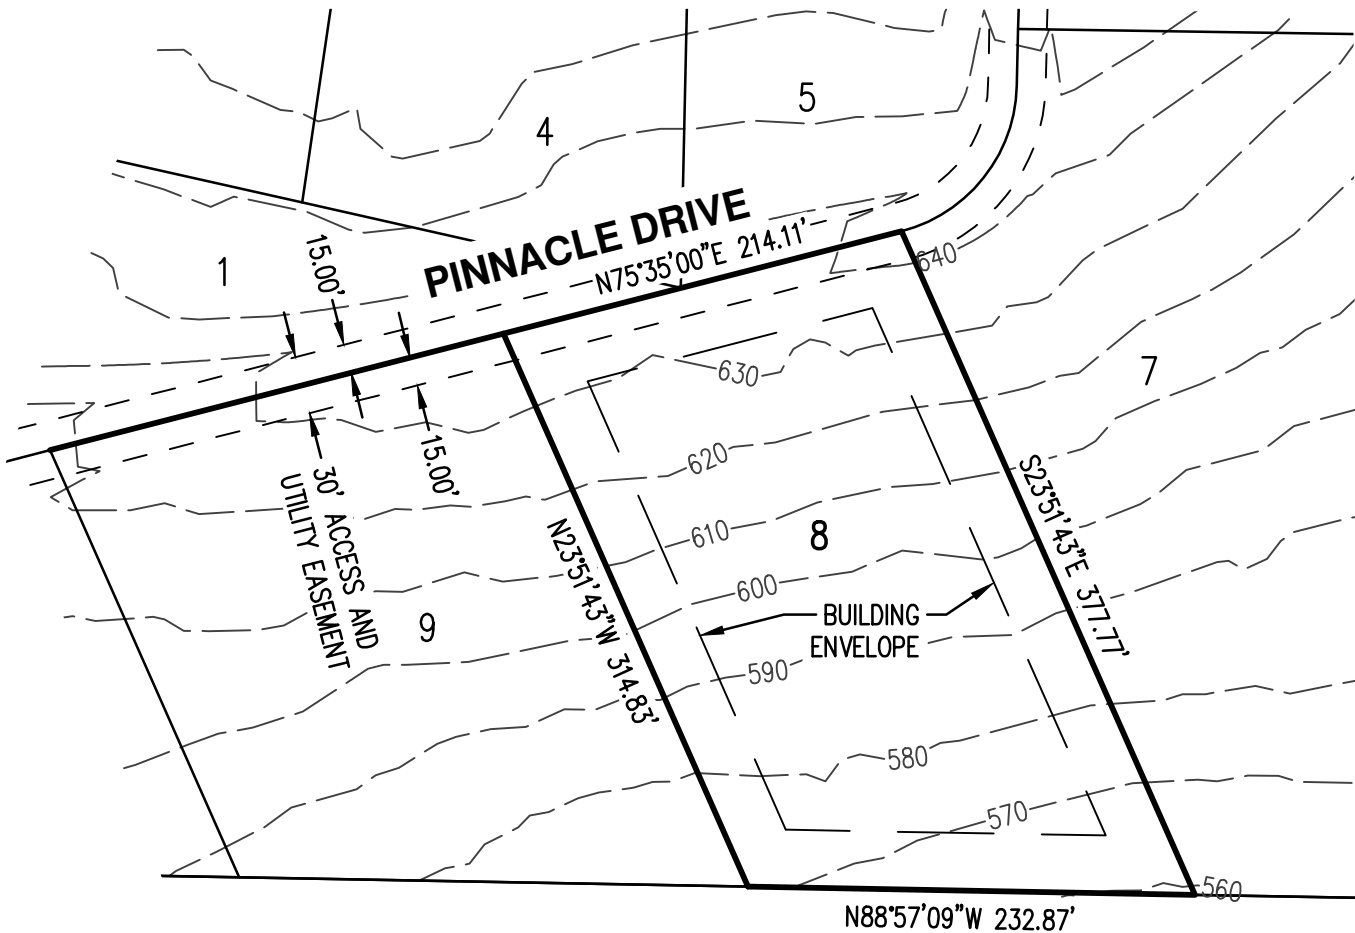 5
4
PINNACLE DRIVE
N75°35'00"E 214.11'
1
15.00'
640
630
7
620
15.00'
30' ACCESS AND
UTILITY EASEMENT
610
8
S23°51'43"E 377.77'
N23°51'43"W 314.83'
600
BUILDING
ENVELOPE
9
590
580
570
560
N88°57'09"W 232.87'